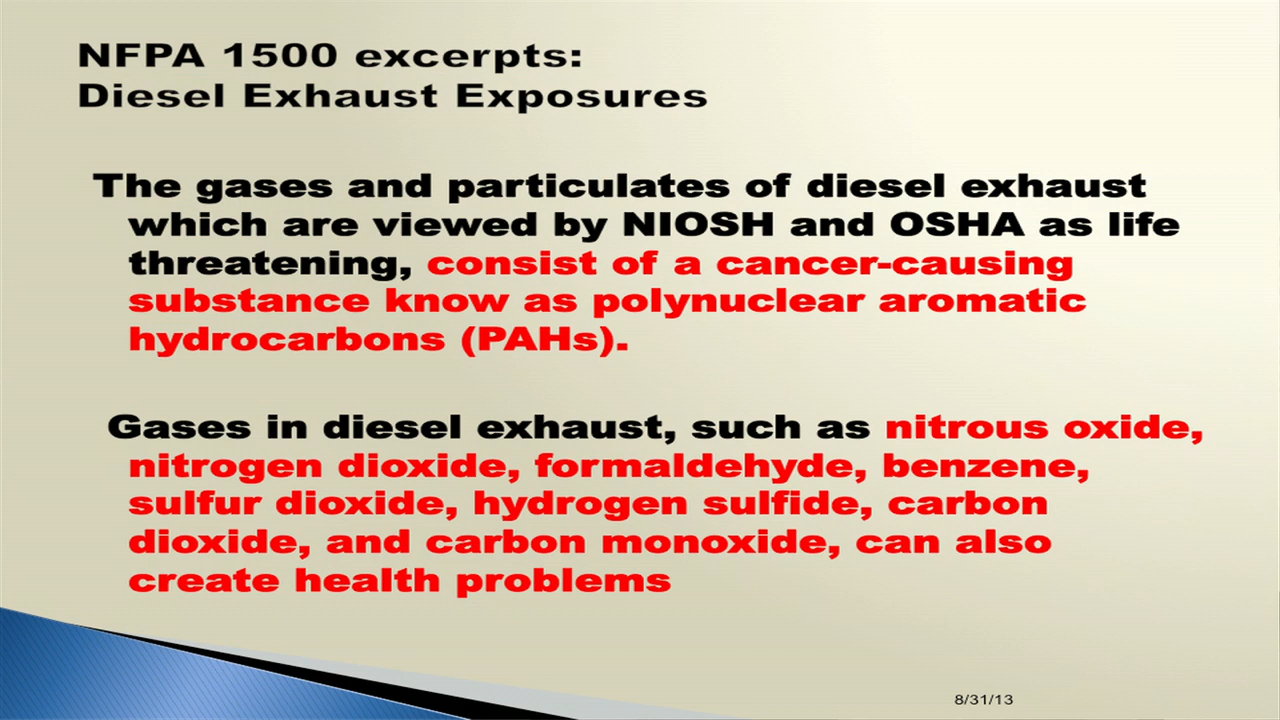 NFPA 1500 excerpts:
Diesel Exhaust Exposures
The gases and particulates of diesel exhaust
which are viewed by NIOSH and OSHA as life
threatening, consist of a cancer-causing
substance know as polynuclear aromatic
hydrocarbons (PAHs).
Gases in diesel exhaust, such as nitrous oxide,
nitrogen dioxide, formaldehyde, benzene,
sulfur dioxide, hydrogen sulfide, carbon
dioxide, and carbon monoxide, can also
create health problems
8/31/13